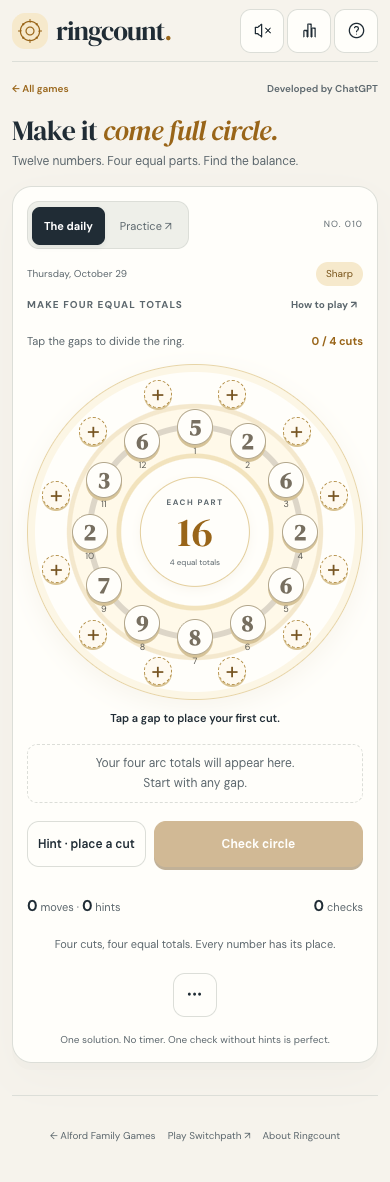 ringcount.
← All games
Developed by ChatGPT
Make it come full circle.
Twelve numbers. Four equal parts. Find the balance.
The daily
Practice ↗
NO. 010
Thursday, October 29
Sharp
MAKE FOUR EQUAL TOTALS
How to play ↗
Tap the gaps to divide the ring.
0 / 4 cuts
5
1
2
2
6
3
2
4
6
5
8
6
8
7
9
8
7
9
2
10
3
11
6
12
EACH PART
16
4 equal totals
Tap a gap to place your first cut.
Your four arc totals will appear here.
Start with any gap.
Hint · place a cut
Check circle
0 moves · 0 hints
0 checks
Four cuts, four equal totals. Every number has its place.
One solution. No timer. One check without hints is perfect.
← Alford Family Games
Play Switchpath ↗
About Ringcount